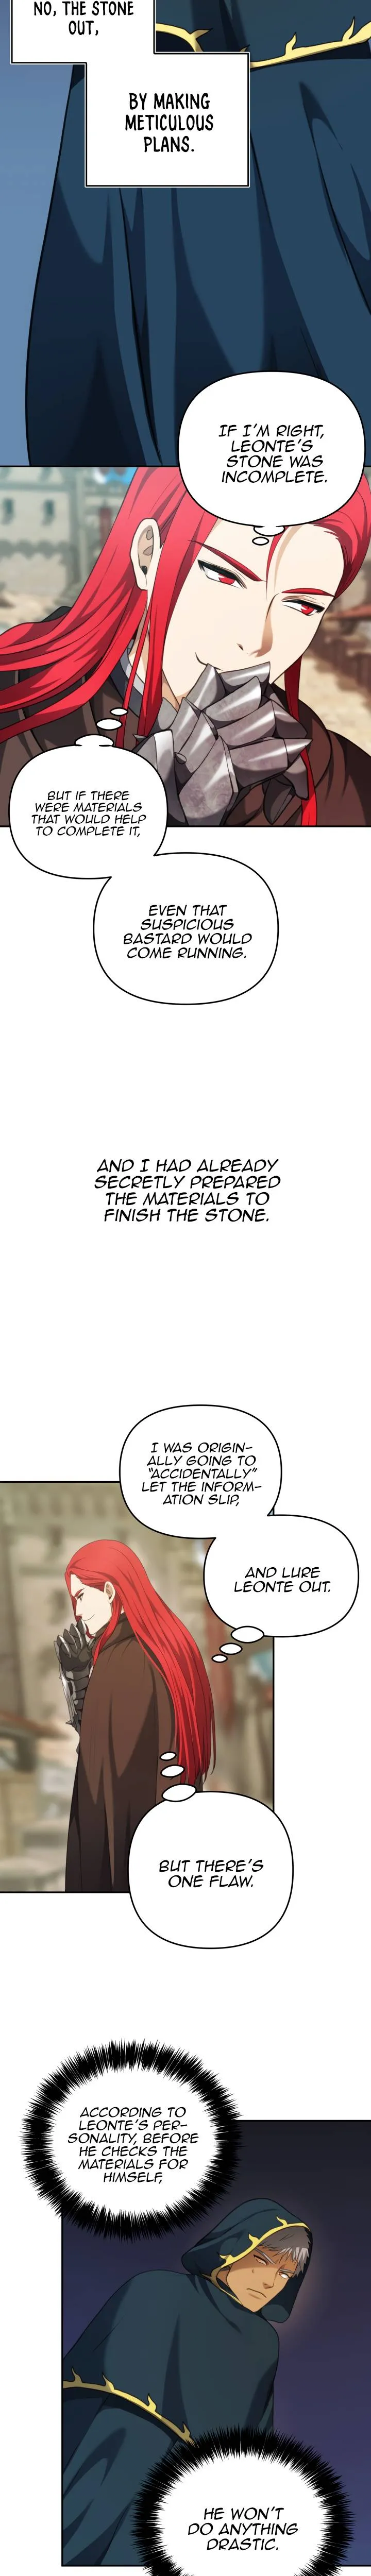 NO, THE STONE
OUT,
BY MAKING
METICULOUS
PLANS.
IF I'M RIGHT,
LEONTE'S
STONE WAS
INCOMPLETE.
BUT IF THERE
WERE MATERIALS
THAT WOULD HELP
TO COMPLETE IT,
EVEN THAT
SUSPICIOUS
BASTARD WOULD
COME RUNNING.
AND I HAD ALREADY
SECRETLY PREPARED
THE MATERIALS TO
FINISH THE STONE.
I WAS ORIGIN-
ALLY GOING TO
"ACCIDENTALLY"
LET THE INFORM-
ATION SLIP,
AND LURE
LEONTE OUT.
BUT THERE'S
ONE FLAW.
ACCORDING TO
LEONTE'S PER-
SONALITY, BEFORE
HE CHECKS THE
MATERIALS FOR
HIMSELF,
HE WON'T
DO ANYTHING
DRASTIC.